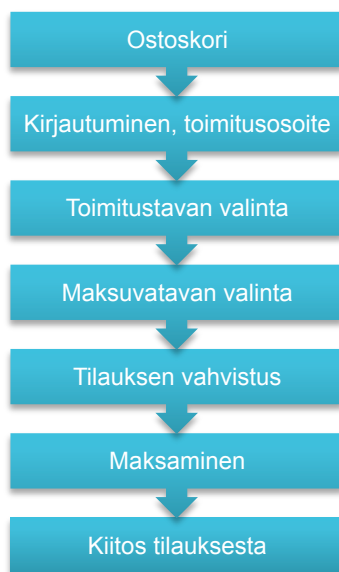 Ostoskori
Kirjautuminen, toimitusosoite
Toimitustavan valinta
Maksuvatavan valinta
Tilauksen vahvistus
Maksaminen
Kiitos tilauksesta